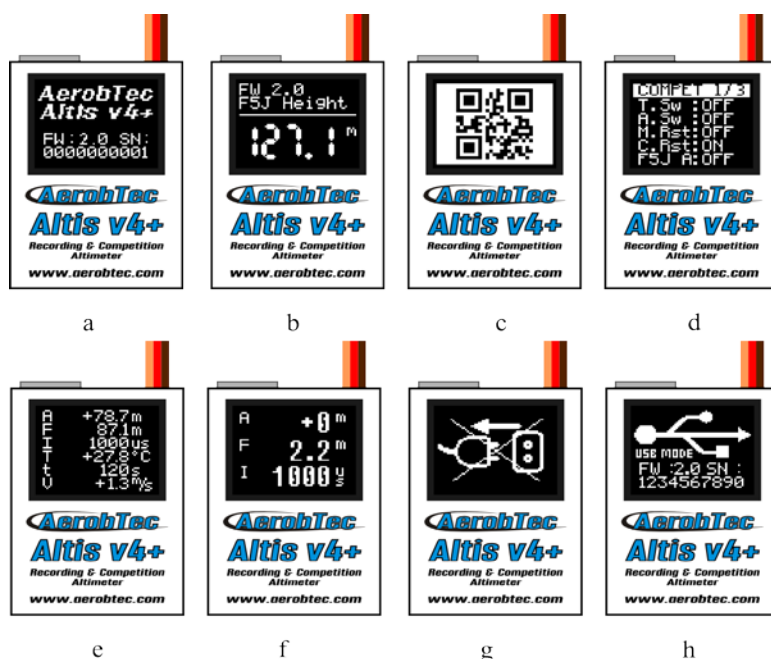 AerobTec
Altis v4+
FW:2.0 SN:
0000000001
AerobTec
Altis v4+
Recording & Competition
Altimeter
www.aerobtec.com
a
FW 2.0
F5J Height
127.1 m
AerobTec
Altis v4+
Recording & Competition
Altimeter
www.aerobtec.com
b
AerobTec
Altis v4+
Recording & Competition
Altimeter
www.aerobtec.com
c
COMPET 1/3
T.Sw :OFF
A.Sw :OFF
M.Rst:OFF
C.Rst:ON
F5J A:OFF
AerobTec
Altis v4+
Recording & Competition
Altimeter
www.aerobtec.com
d
A +78.7m
F 87.1m
I 1000us
T +27.8°C
t 120s
V +1.3m/s
AerobTec
Altis v4+
Recording & Competition
Altimeter
www.aerobtec.com
e
A +0 m
F 2.2 m
I 1000 us
AerobTec
Altis v4+
Recording & Competition
Altimeter
www.aerobtec.com
f
AerobTec
Altis v4+
Recording & Competition
Altimeter
www.aerobtec.com
g
USB MODE
FW :2.0 SN :
1234567890
AerobTec
Altis v4+
Recording & Competition
Altimeter
www.aerobtec.com
h